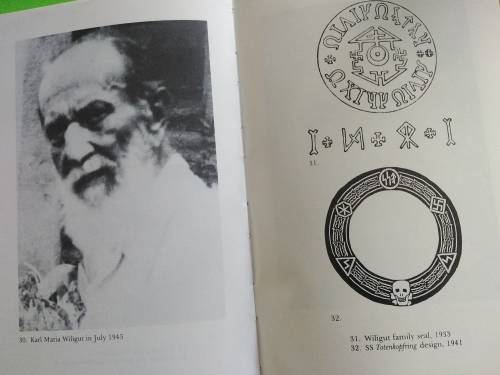 30. Karl Maria Wiligut in July 1945
31.
32.
31. Wiligut family seal, 1933
32. SS Totenkopfring design, 1941